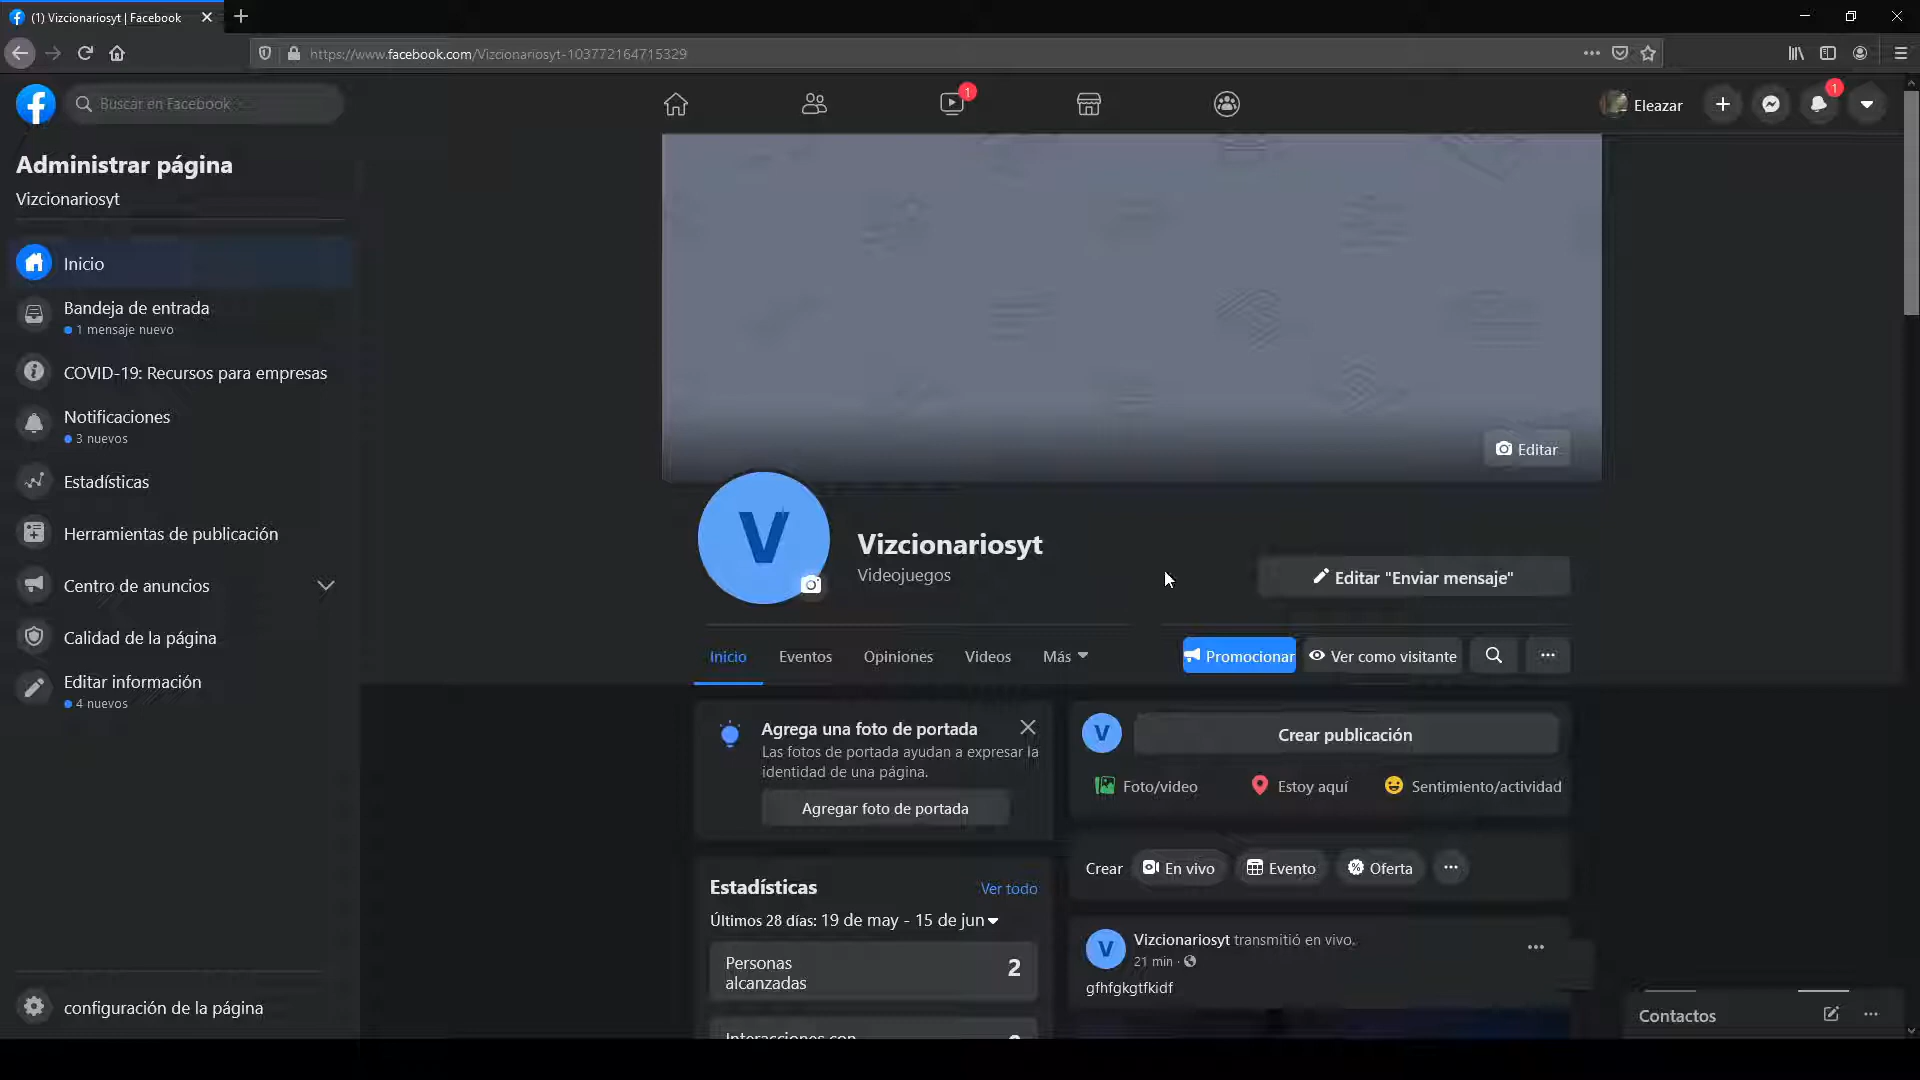 (1) Vizcionariosyt | Facebook
https://www.facebook.com/Vizcionariosyt-103772164715329
Buscar en Facebook
1
Eleazar
1
Administrar página
Vizcionariosyt
Inicio
Bandeja de entrada
1 mensaje nuevo
COVID-19: Recursos para empresas
Notificaciones
3 nuevos
Estadísticas
Herramientas de publicación
Centro de anuncios
Calidad de la página
Editar información
4 nuevos
configuración de la página
Editar
V
Vizcionariosyt
Videojuegos
Editar "Enviar mensaje"
Inicio
Eventos
Opiniones
Videos
Más
Promocionar
Ver como visitante
Agrega una foto de portada
Las fotos de portada ayudan a expresar la
identidad de una página.
Agregar foto de portada
Estadísticas
Ver todo
Últimos 28 días: 19 de may - 15 de jun
Personas
alcanzadas
2
Interacciones con
V
Crear publicación
Foto/video
Estoy aquí
Sentimiento/actividad
Crear
En vivo
Evento
Oferta
V
Vizcionariosyt transmitió en vivo.
21 min ·
gfhfgkgtfkidf
Contactos